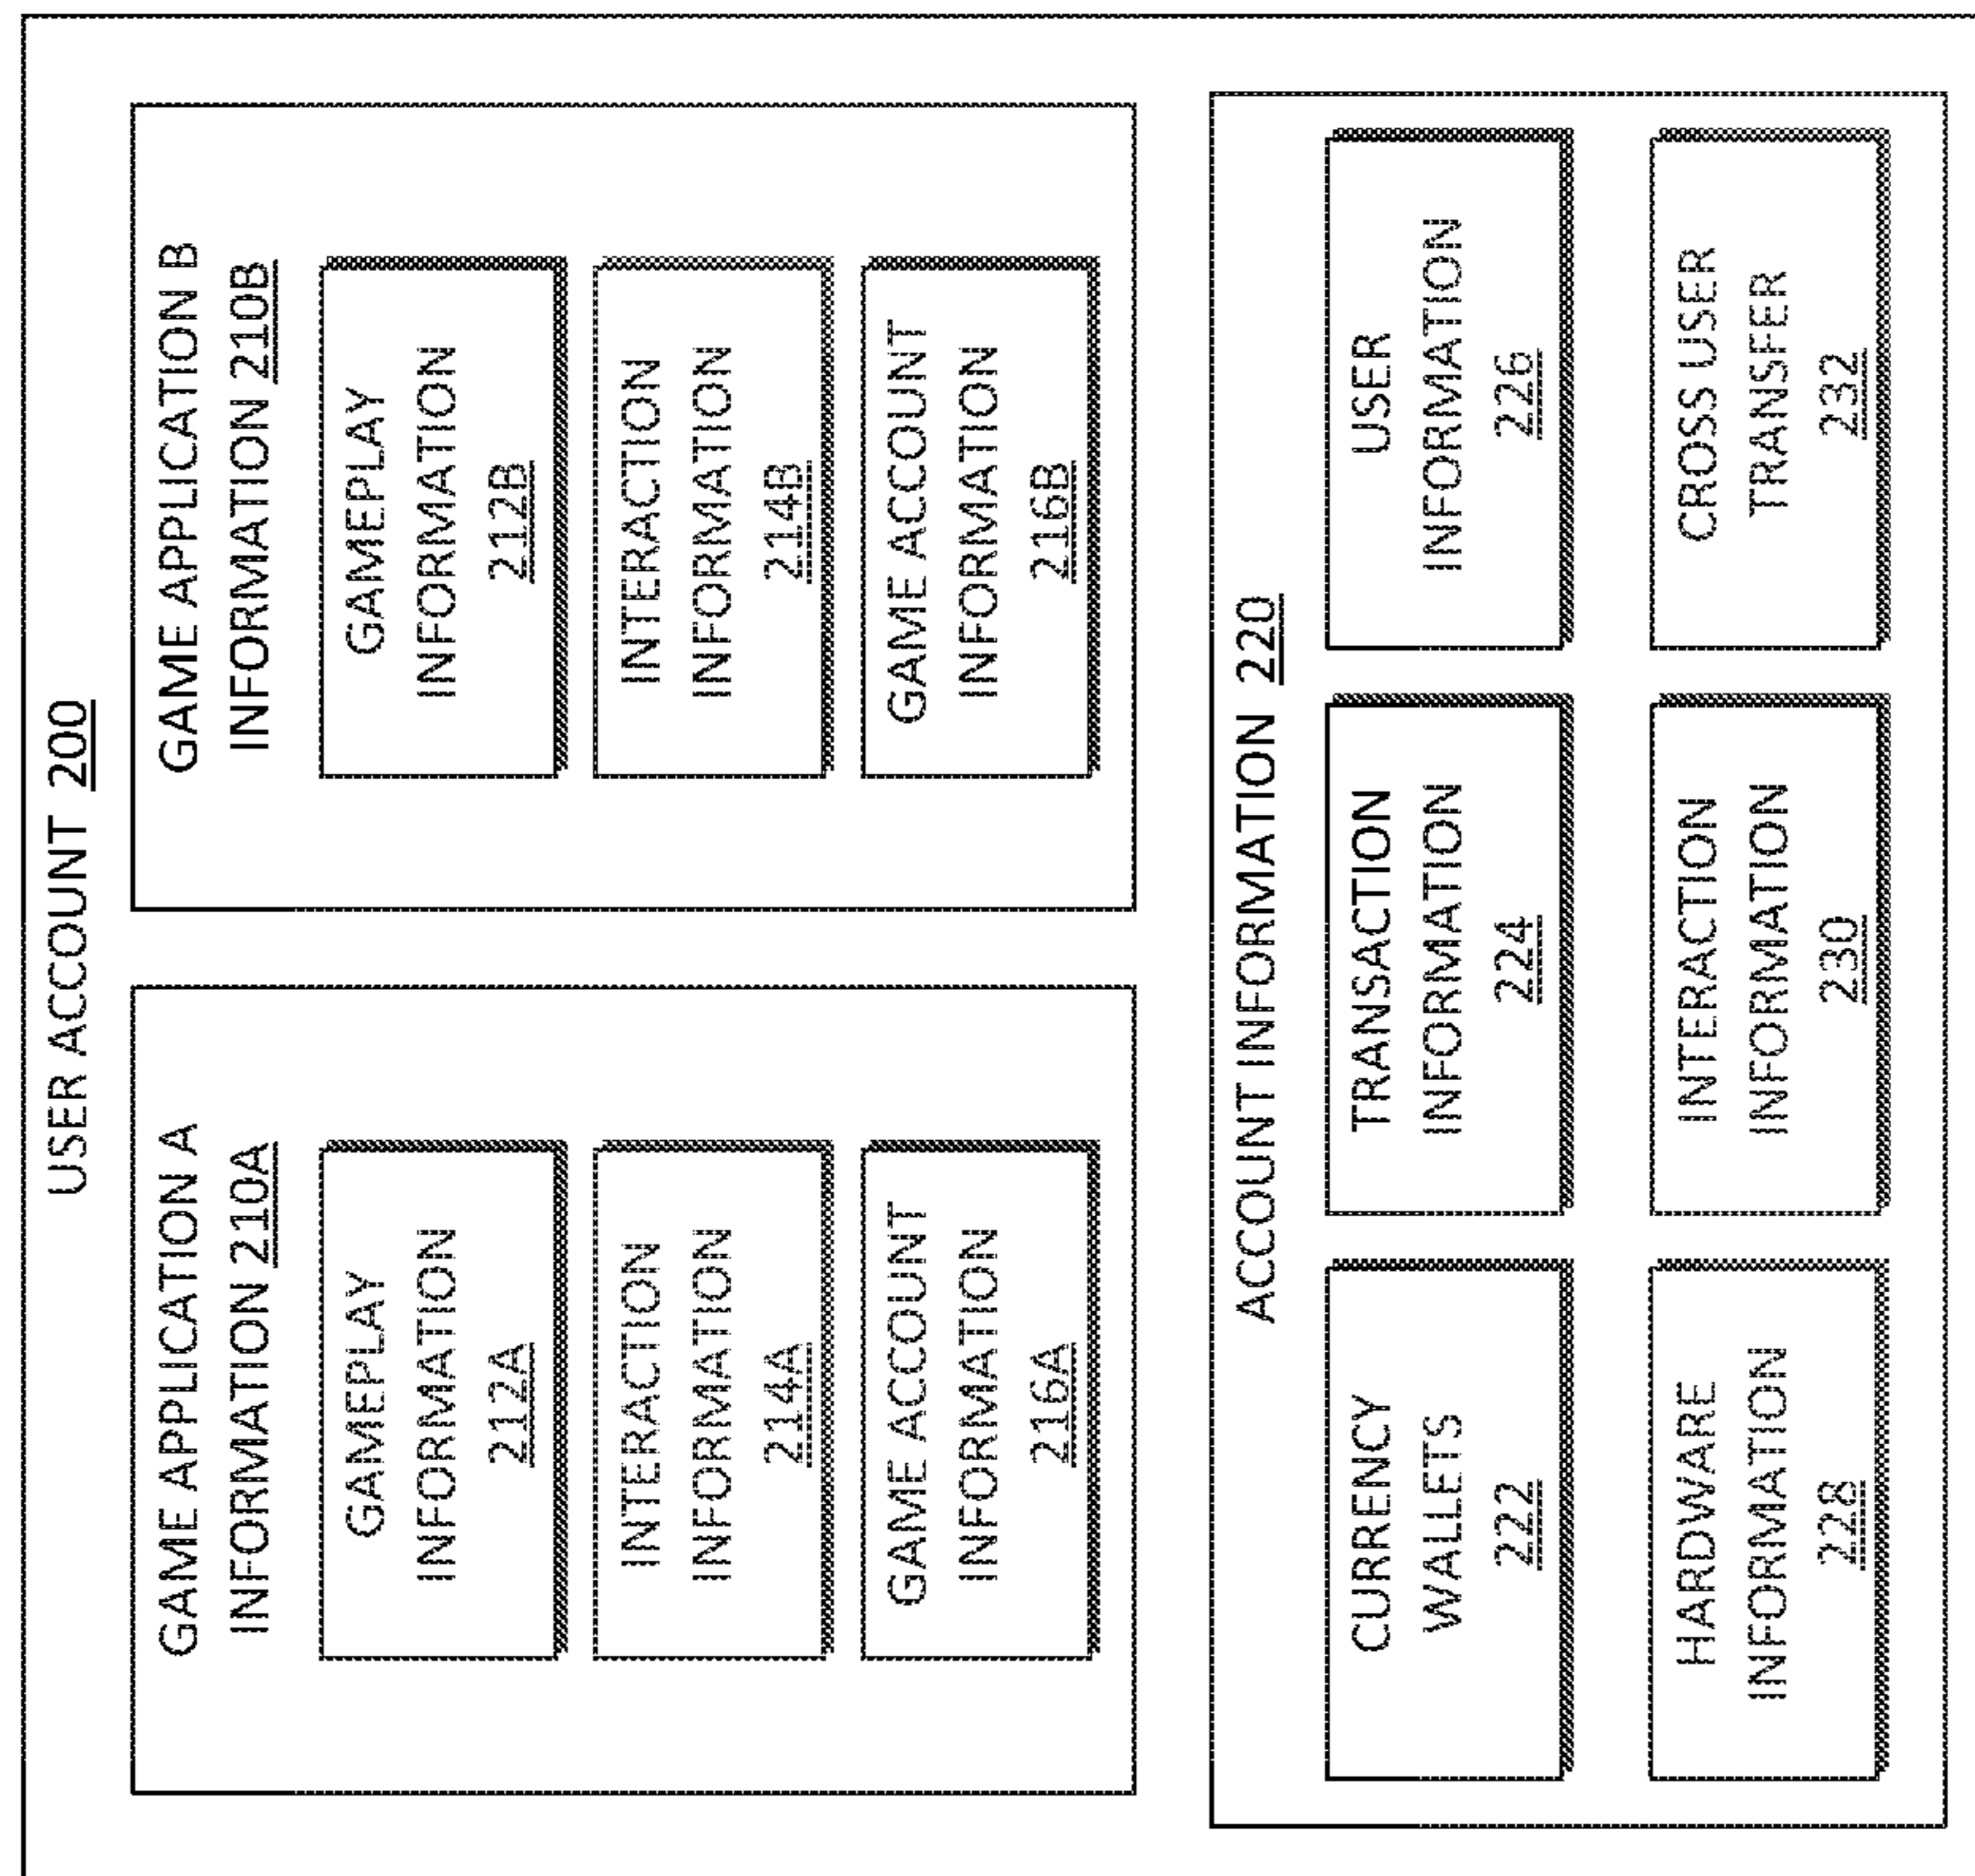 USER ACCOUNT 200
GAME APPLICATION A
INFORMATION 210A
GAMEPLAY
INFORMATION
212A
INTERACTION
INFORMATION
214A
GAME ACCOUNT
INFORMATION
216A
GAME APPLICATION B
INFORMATION 210B
GAMEPLAY
INFORMATION
212B
INTERACTION
INFORMATION
214B
GAME ACCOUNT
INFORMATION
216B
ACCOUNT INFORMATION 220
CURRENCY
WALLETS
222
TRANSACTION
INFORMATION
224
USER
INFORMATION
226
HARDWARE
INFORMATION
228
INTERACTION
INFORMATION
230
CROSS USER
TRANSFER
232